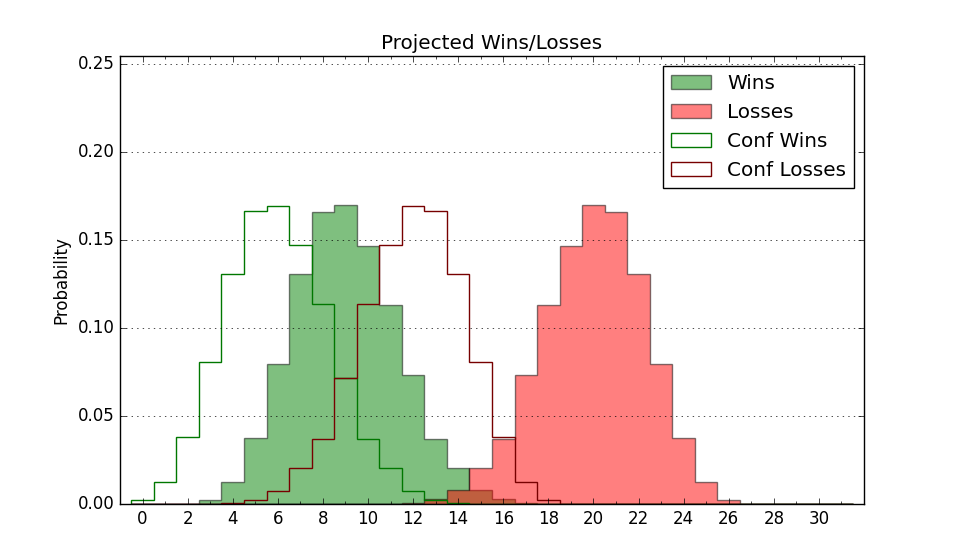 Projected Wins/Losses
0.25
0.20
0.15
0.10
0.05
0.00
Probability
Wins
Losses
Conf Wins
Conf Losses
0 2 4 6 8 10 12 14 16 18 20 22 24 26 28 30